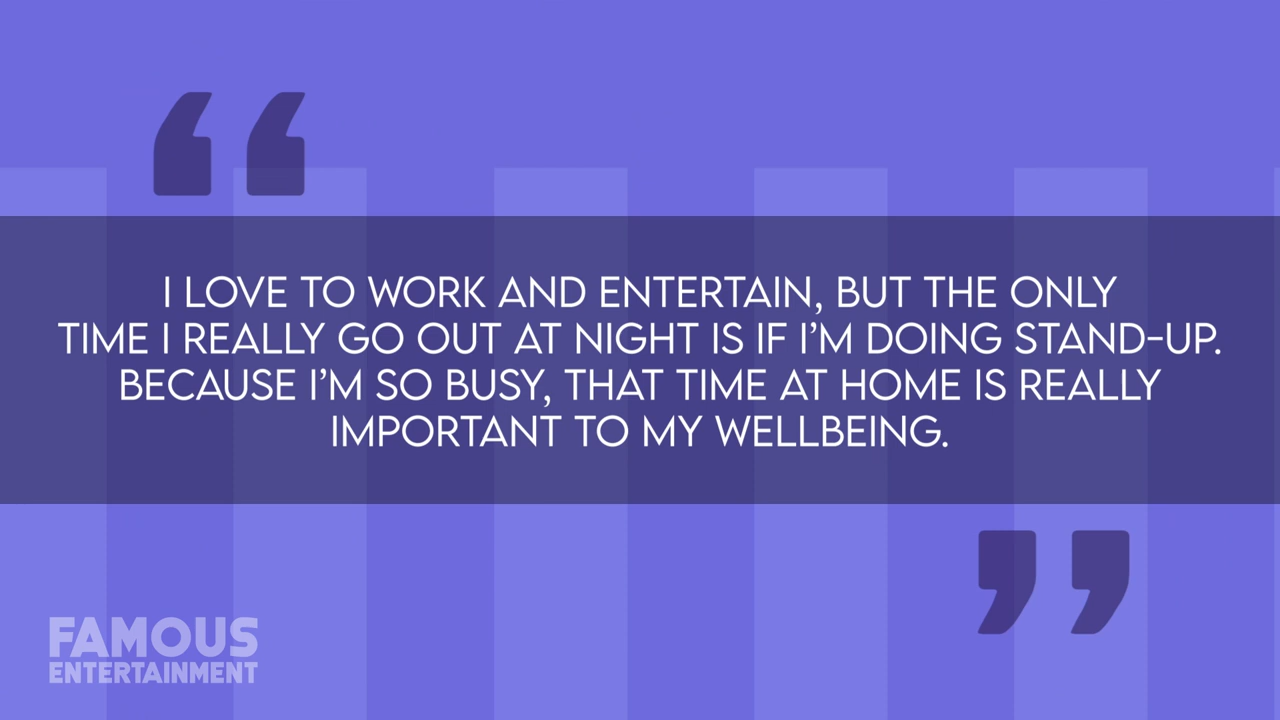 “
I LOVE TO WORK AND ENTERTAIN, BUT THE ONLY
TIME I REALLY GO OUT AT NIGHT IS IF I’M DOING STAND-UP.
BECAUSE I’M SO BUSY, THAT TIME AT HOME IS REALLY
IMPORTANT TO MY WELLBEING.
”
FAMOUS
ENTERTAINMENT